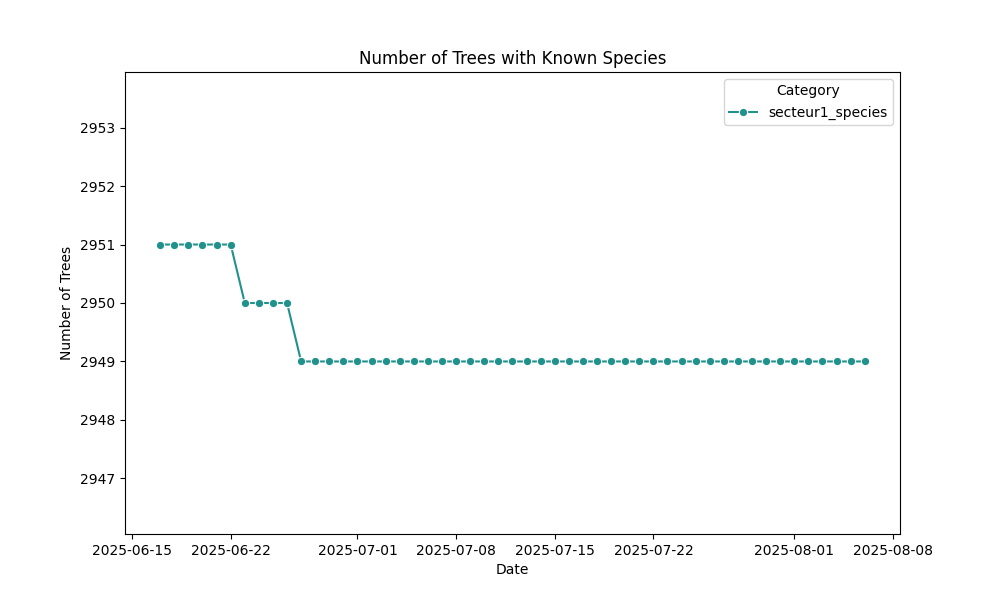 Number of Trees with Known Species
Category
secteur1_species
2953
2952
2951
2950
2949
2948
2947
Number of Trees
2025-06-15 2025-06-22 2025-07-01 2025-07-08 2025-07-15 2025-07-22 2025-08-01 2025-08-08
Date